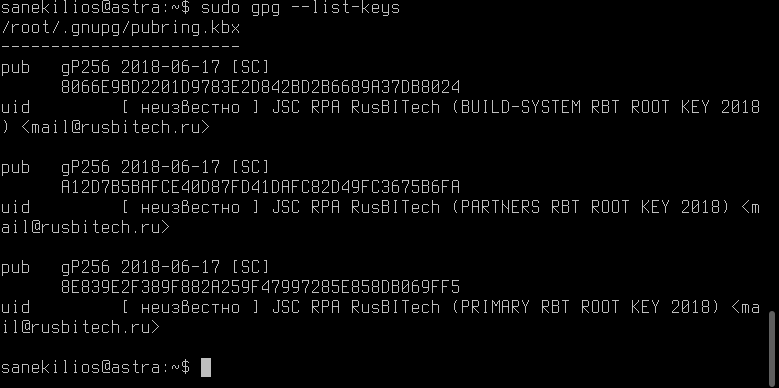 sanekilios@astra:~$ sudo gpg --list-keys
/root/.gnupg/pubring.kbx
------------------------
pub   gP256 2018-06-17 [SC]
      8066E9BD2201D9783E2D842BD2B6689A37DB8024
uid         [ неизвестно ] JSC RPA RusBITech (BUILD-SYSTEM RBT ROOT KEY 2018
) <mail@rusbitech.ru>
pub   gP256 2018-06-17 [SC]
      A12D7B5BAFCE40D87FD41DAFC82D49FC3675B6FA
uid         [ неизвестно ] JSC RPA RusBITech (PARTNERS RBT ROOT KEY 2018) <m
ail@rusbitech.ru>
pub   gP256 2018-06-17 [SC]
      8E839E2F389F882A259F47997285E858DB069FF5
uid         [ неизвестно ] JSC RPA RusBITech (PRIMARY RBT ROOT KEY 2018) <ma
il@rusbitech.ru>
sanekilios@astra:~$